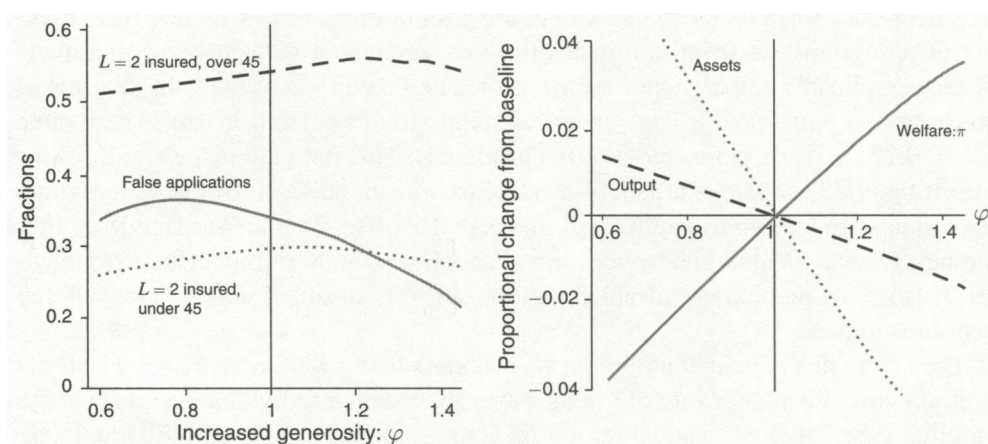 Fractions
0.6
0.5
0.4
0.3
0.2
0
L = 2 insured, over 45
False applications
L = 2 insured,
under 45
0.6
0.8
1.2
1.4
Increased generosity: φ
Proportional change from baseline
0.04
0.02
0
−0.02
−0.04
Assets
Welfare:π
Output
0.6
0.8
1
1.2
1.4
φ